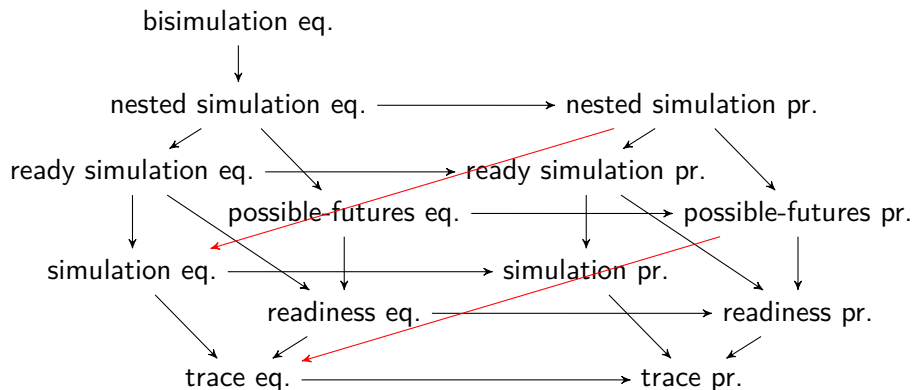 bisimulation eq.
nested simulation eq.
nested simulation pr.
ready simulation eq.
ready simulation pr.
possible-futures eq.
possible-futures pr.
simulation eq.
simulation pr.
readiness eq.
readiness pr.
trace eq.
trace pr.